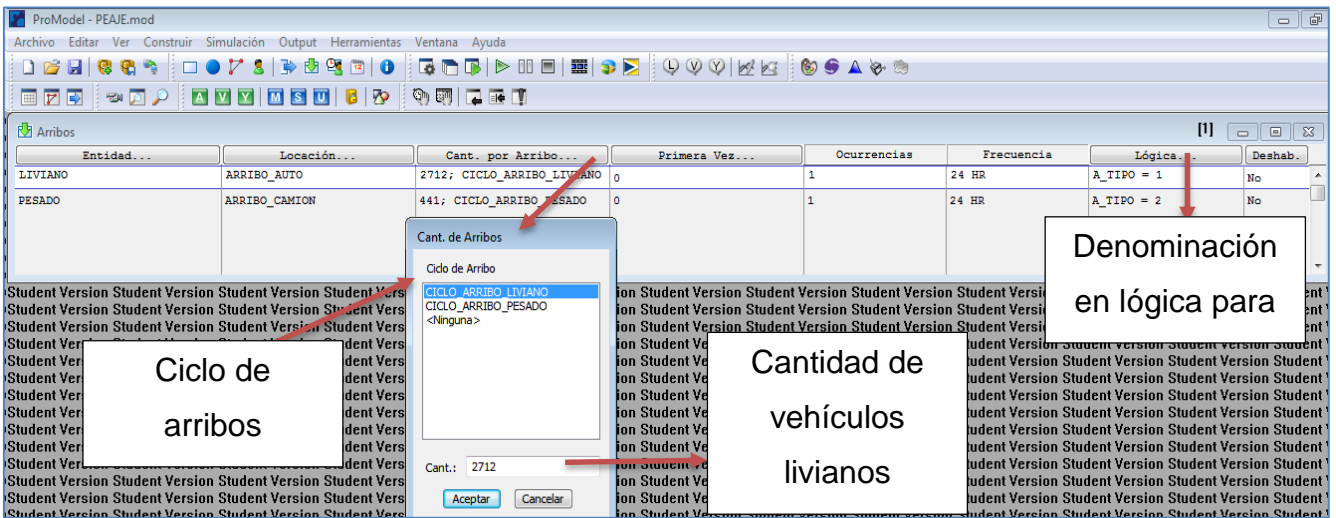 ProModel - PEAJE.mod
Archivo Editar Ver Construir Simulación Output Herramientas Ventana Ayuda
Arribos [1]
Entidad... Locación... Cant. por Arribo... Primera Vez... Ocurrencias Frecuencia Lógica... Deshab.
LIVIANO ARRIBO_AUTO 2712; CICLO_ARRIBO_LIVIANO 0 1 24 HR A_TIPO = 1 No
PESADO ARRIBO_CAMION 441; CICLO_ARRIBO_PESADO 0 1 24 HR A_TIPO = 2 No
Cant. de Arribos
Ciclo de Arribo
CICLO_ARRIBO_LIVIANO
CICLO_ARRIBO_PESADO
<Ninguna>
Cant.: 2712
Aceptar Cancelar
Denominación
en lógica para
Ciclo de
arribos
Cantidad de
vehículos
livianos
Student Version Student Version Student Version Student Version